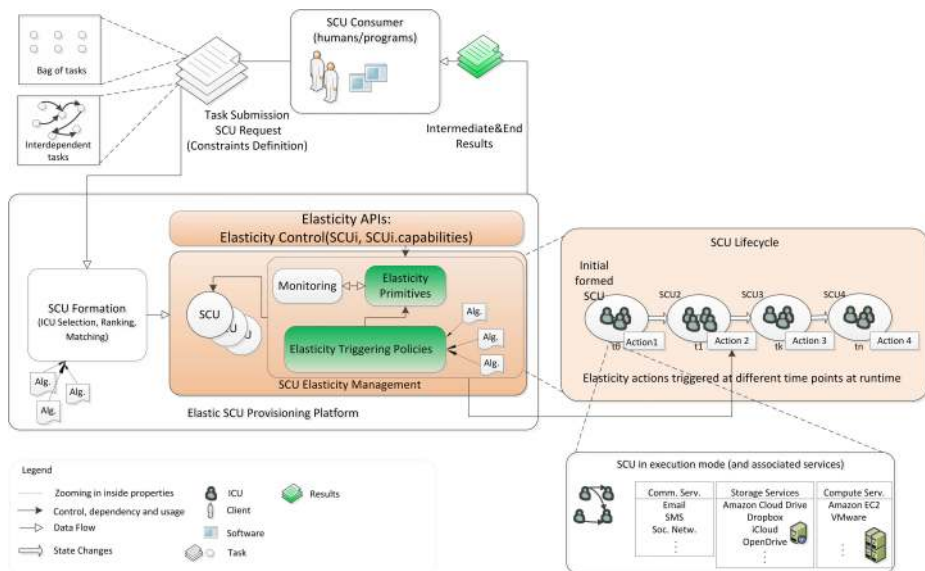 SCU Consumer
(humans/programs)
Bag of tasks
Interdependent
tasks
Task Submission
SCU Request
(Constraints Definition)
Intermediate&End
Results
Elasticity APIs:
Elasticity Control(SCUi, SCUi.capabilities)
SCU Formation
(ICU Selection, Ranking,
Matching)
Alg.
Alg.
Alg.
SCU
Monitoring
Elasticity
Primitives
Elasticity Triggering Policies
Alg.
Alg.
Alg.
SCU Elasticity Management
Elastic SCU Provisioning Platform
SCU Lifecycle
Initial
formed
SCU
SCU2
SCU3
SCU4
t0
Action1
t1
Action 2
tk
Action 3
tn
Action 4
Elasticity actions triggered at different time points at runtime
Legend
Zooming in inside properties
Control, dependency and usage
Data Flow
State Changes
ICU
Client
Software
Task
Results
SCU in execution mode (and associated services)
Comm. Serv.
Email
SMS
Soc. Netw.
Storage Services
Amazon Cloud Drive
Dropbox
iCloud
OpenDrive
Compute Serv.
Amazon EC2
VMware